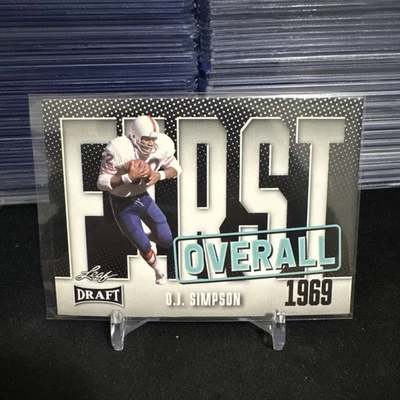 FIRST
OVERALL
Leaf
DRAFT
O.J. SIMPSON
1969